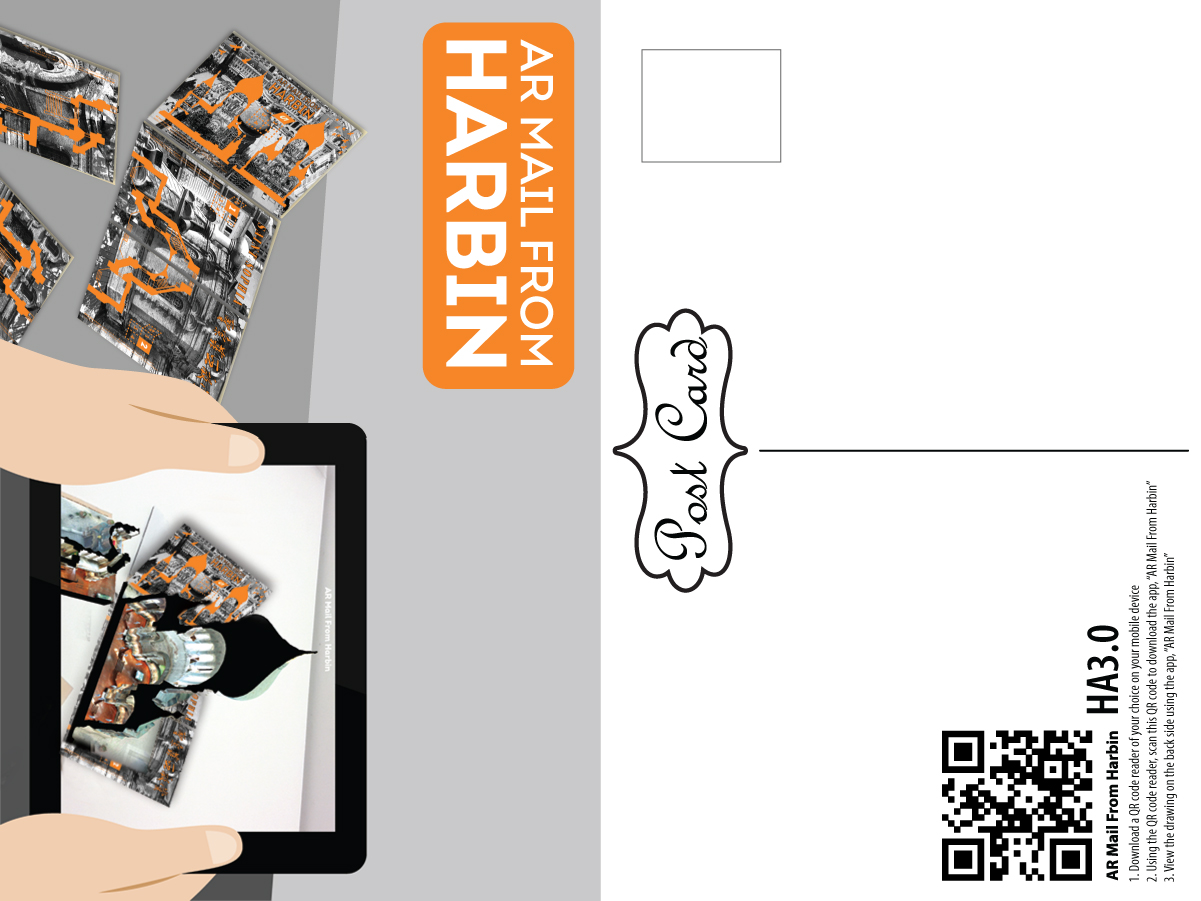 AR MAIL FROM
HARBIN
AR Mail From Harbin
Post Card
HA3.0
AR Mail From Harbin
1. Download a QR code reader of your choice on your mobile device
2. Using the QR code reader, scan this QR code to download the app, “AR Mail From Harbin”
3. View the drawing on the back side using the app, “AR Mail From Harbin”